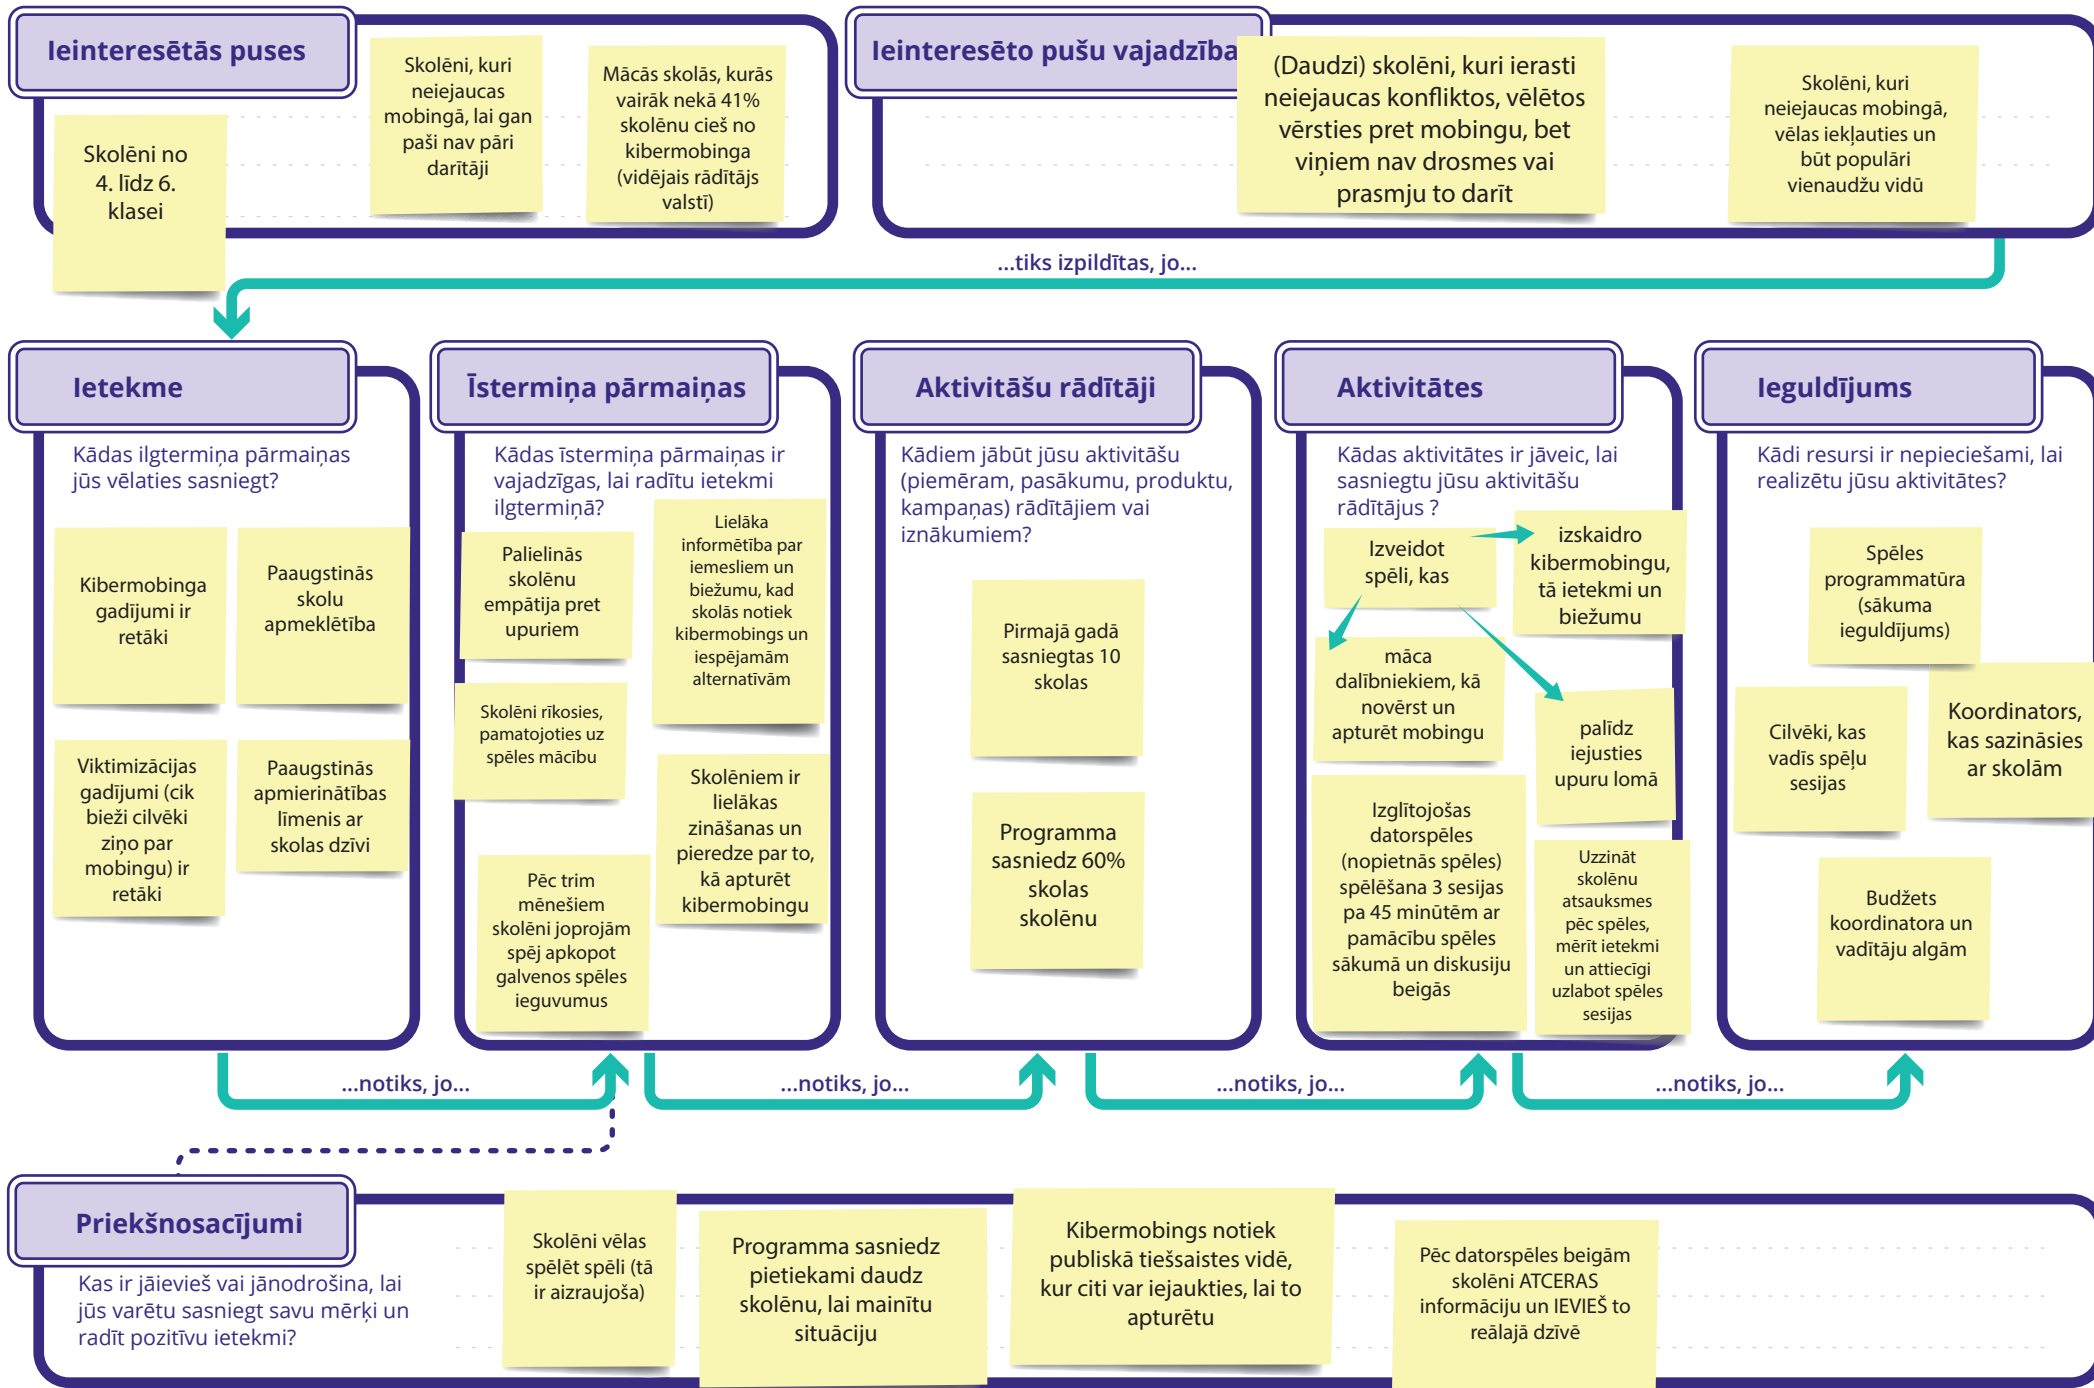 Ieinteresētās puses
Skolēni no
4. līdz 6.
klasei
Skolēni, kuri
neiejaucas
mobingā, lai gan
paši nav pāri
darītāji
Mācās skolās, kurās
vairāk nekā 41%
skolēnu cieš no
kibermobinga
(vidējais rādītājs
valstī)
Ieinteresēto pušu vajadzība
(Daudzi) skolēni, kuri ierasti
neiejaucas konfliktos, vēlētos
vērsties pret mobingu, bet
viņiem nav drosmes vai
prasmju to darīt
Skolēni, kuri
neiejaucas mobingā,
vēlas iekļauties un
būt populāri
vienaudžu vidū
...tiks izpildītas, jo...
Ietekme
Kādas ilgtermiņa pārmaiņas
jūs vēlaties sasniegt?
Kibermobinga
gadījumi ir
retāki
Paaugstinās
skolu
apmeklētība
Viktimizācijas
gadījumi (cik
bieži cilvēki
ziņo par
mobingu) ir
retāki
Paaugstinās
apmierinātības
līmenis ar
skolas dzīvi
Īstermiņa pārmaiņas
Kādas īstermiņa pārmaiņas ir
vajadzīgas, lai radītu ietekmi
ilgtermiņā?
Palielinās
skolēnu
empātija pret
upuriem
Lielāka
informētība par
iemesliem un
biežumu, kad
skolās notiek
kibermobings un
iespējamām
alternatīvām
Skolēni rīkosies,
pamatojoties uz
spēles mācību
Skolēniem ir
lielākas
zināšanas un
pieredze par to,
kā apturēt
kibermobingu
Pēc trim
mēnešiem
skolēni joprojām
spēj apkopot
galvenos spēles
ieguvumus
Aktivitāšu rādītāji
Kādiem jābūt jūsu aktivitāšu
(piemēram, pasākumu, produktu,
kampaņas) rādītājiem vai
iznākumiem?
Pirmajā gadā
sasniegtas 10
skolas
Programma
sasniedz 60%
skolas
skolēnu
Aktivitātes
Kādas aktivitātes ir jāveic, lai
sasniegtu jūsu aktivitāšu
rādītājus ?
Izveidot
spēli, kas
izskaidro
kibermobingu,
tā ietekmi un
biežumu
māca
dalībniekiem, kā
novērst un
apturēt mobingu
palīdz
iejusties
upuru lomā
Izglītojošas
datorspēles
(nopietnās spēles)
spēlēšana 3 sesijas
pa 45 minūtēm ar
pamācību spēles
sākumā un diskusiju
beigās
Uzzināt
skolēnu
atsauksmes
pēc spēles,
mērīt ietekmi
un attiecīgi
uzlabot spēles
sesijas
Ieguldījums
Kādi resursi ir nepieciešami, lai
realizētu jūsu aktivitātes?
Spēles
programmatūra
(sākuma
ieguldījums)
Cilvēki, kas
vadīs spēļu
sesijas
Koordinators,
kas sazināsies
ar skolām
Budžets
koordinatora un
vadītāju algām
...notiks, jo...
...notiks, jo...
...notiks, jo...
...notiks, jo...
Priekšnosacījumi
Kas ir jāievieš vai jānodrošina, lai
jūs varētu sasniegt savu mērķi un
radīt pozitīvu ietekmi?
Skolēni vēlas
spēlēt spēli (tā
ir aizraujoša)
Programma sasniedz
pietiekami daudz
skolēnu, lai mainītu
situāciju
Kibermobings notiek
publiskā tiešsaistes vidē,
kur citi var iejaukties, lai to
apturētu
Pēc datorspēles beigām
skolēni ATCERAS
informāciju un IEVIEŠ to
reālajā dzīvē